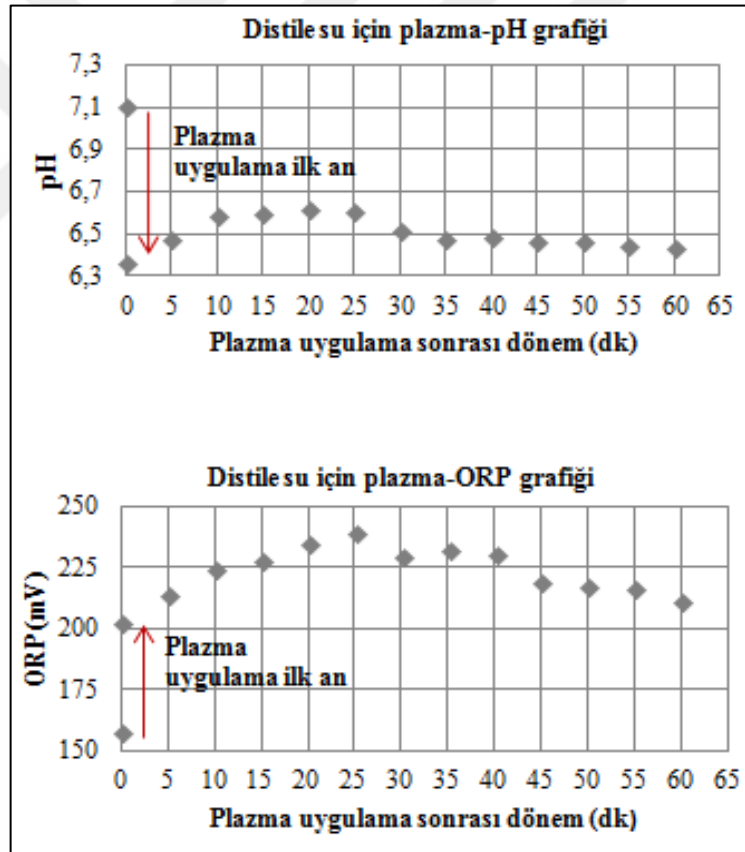 Distile su için plazma-pH grafiği
7,3
7,1
6,9
6,7
6,5
6,3
pH
Plazma
uygulama ilk an
0 5 10 15 20 25 30 35 40 45 50 55 60 65
Plazma uygulama sonrası dönem (dk)
Distile su için plazma-ORP grafiği
250
225
200
175
150
ORP (mV)
Plazma
uygulama ilk an
0 5 10 15 20 25 30 35 40 45 50 55 60 65
Plazma uygulama sonrası dönem (dk)